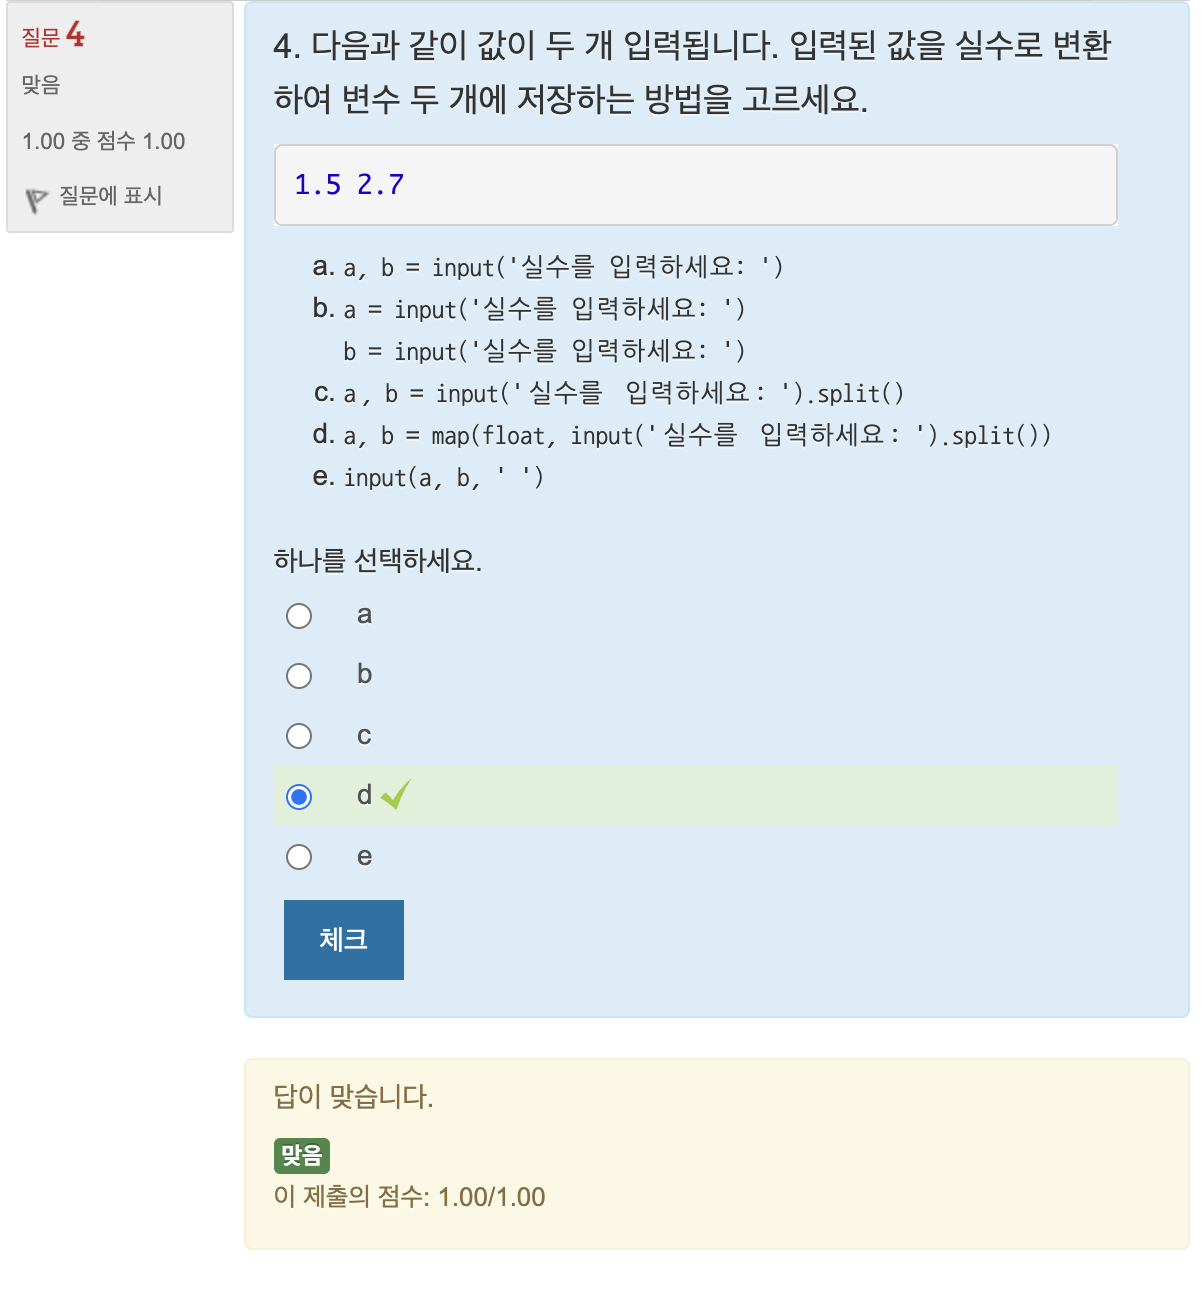 질문 4
맞음
1.00 중 점수 1.00
질문에 표시
4. 다음과 같이 값이 두 개 입력됩니다. 입력된 값을 실수로 변환
하여 변수 두 개에 저장하는 방법을 고르세요.
1.5 2.7
a. a, b = input('실수를 입력하세요: ')
b. a = input('실수를 입력하세요: ')
b = input('실수를 입력하세요: ')
c. a, b = input('실수를 입력하세요: ').split()
d. a, b = map(float, input('실수를 입력하세요: ').split())
e. input(a, b, ' ')
하나를 선택하세요.
a
b
c
d
e
체크
답이 맞습니다.
맞음
이 제출의 점수: 1.00/1.00